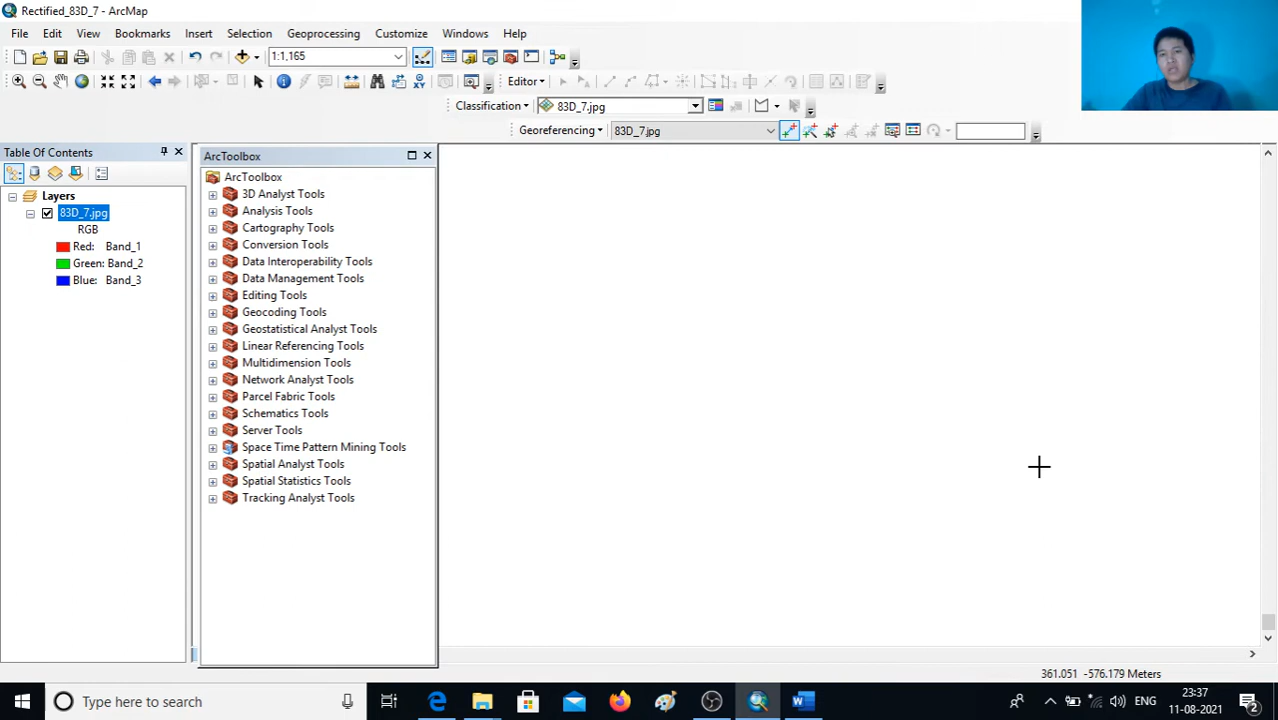 Rectified_83D_7 - ArcMap
File Edit View Bookmarks Insert Selection Geoprocessing Customize Windows Help
1:1,165
Editor
Classification 83D_7.jpg
Georeferencing 83D_7.jpg
Table Of Contents
Layers
83D_7.jpg
RGB
Red: Band_1
Green: Band_2
Blue: Band_3
ArcToolbox
ArcToolbox
3D Analyst Tools
Analysis Tools
Cartography Tools
Conversion Tools
Data Interoperability Tools
Data Management Tools
Editing Tools
Geocoding Tools
Geostatistical Analyst Tools
Linear Referencing Tools
Multidimension Tools
Network Analyst Tools
Parcel Fabric Tools
Schematics Tools
Server Tools
Space Time Pattern Mining Tools
Spatial Analyst Tools
Spatial Statistics Tools
Tracking Analyst Tools
361.051 -576.179 Meters
Type here to search
ENG
23:37
11-08-2021
2